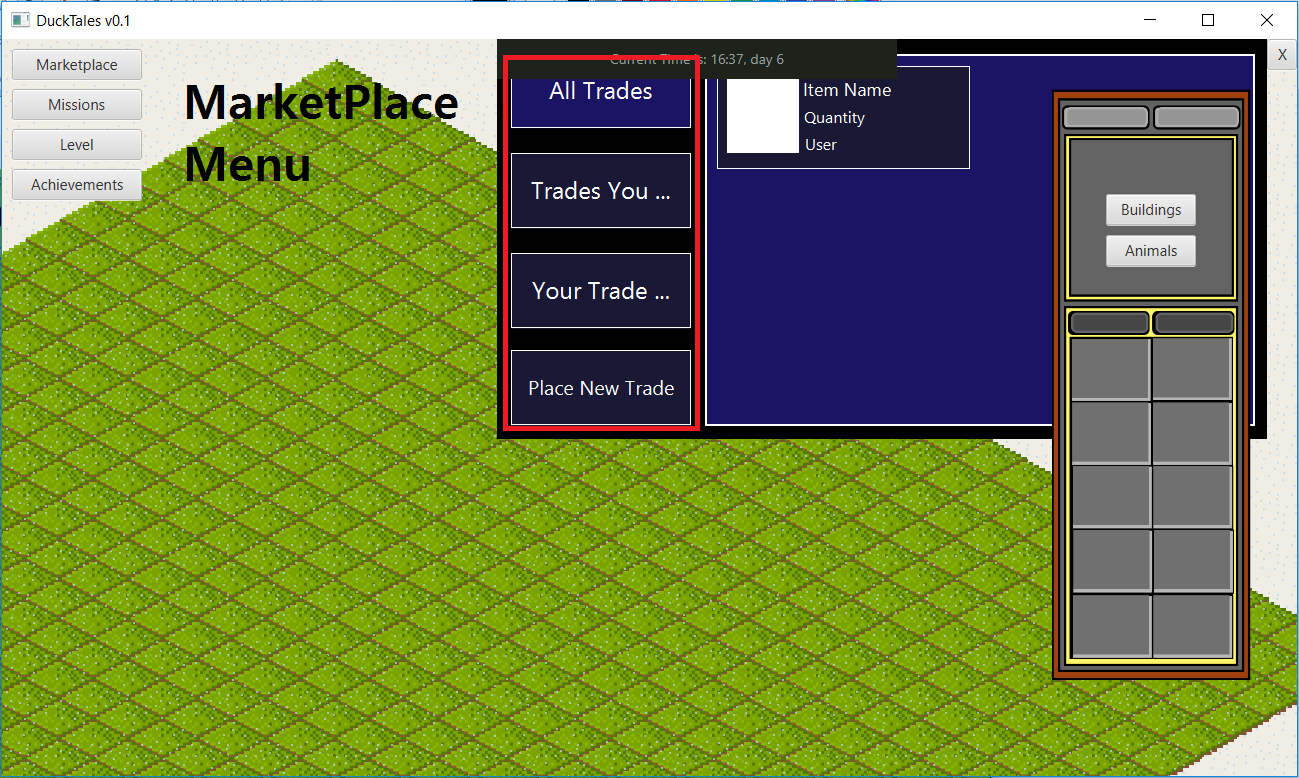 DuckTales v0.1
Marketplace
Missions
Level
Achievements
MarketPlace
Menu
Current Time is: 16:37, day 6
All Trades
Trades You ...
Your Trade ...
Place New Trade
Item Name
Quantity
User
X
Buildings
Animals